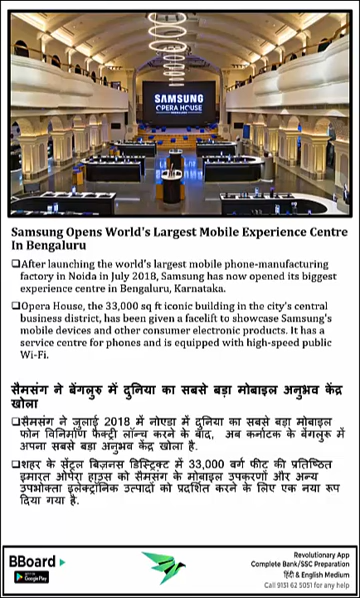 SAMSUNG
OPERA HOUSE
Samsung Opens World's Largest Mobile Experience Centre
In Bengaluru
❑After launching the world's largest mobile phone-manufacturing
factory in Noida in July 2018, Samsung has now opened its biggest
experience centre in Bengaluru, Karnataka.
❑Opera House, the 33,000 sq ft iconic building in the city's central
business district, has been given a facelift to showcase Samsung's
mobile devices and other consumer electronic products. It has a
service centre for phones and is equipped with high-speed public
Wi-Fi.
सैमसंग ने बेंगलुरु में दुनिया का सबसे बड़ा मोबाइल अनुभव केंद्र
खोला
❑सैमसंग ने जुलाई 2018 में नोएडा में दुनिया का सबसे बड़ा मोबाइल
फोन विनिर्माण फैक्ट्री लॉन्च करने के बाद, अब कर्नाटक के बेंगलुरू में
अपना सबसे बड़ा अनुभव केंद्र खोला है.
❑शहर के सेंट्रल बिज़नस डिस्ट्रिक्ट में 33,000 वर्ग फीट की प्रतिष्ठित
इमारत ओपेरा हाउस को सैमसंग के मोबाइल उपकरणों और अन्य
उपभोक्ता इलेक्ट्रॉनिक उत्पादों को प्रदर्शित करने के लिए एक नया रूप
दिया गया है.
BBoard
Google Play
Revolutionary App
Complete Bank/SSC Preparation
हिंदी & English Medium
Call 9131 62 5051 for any help